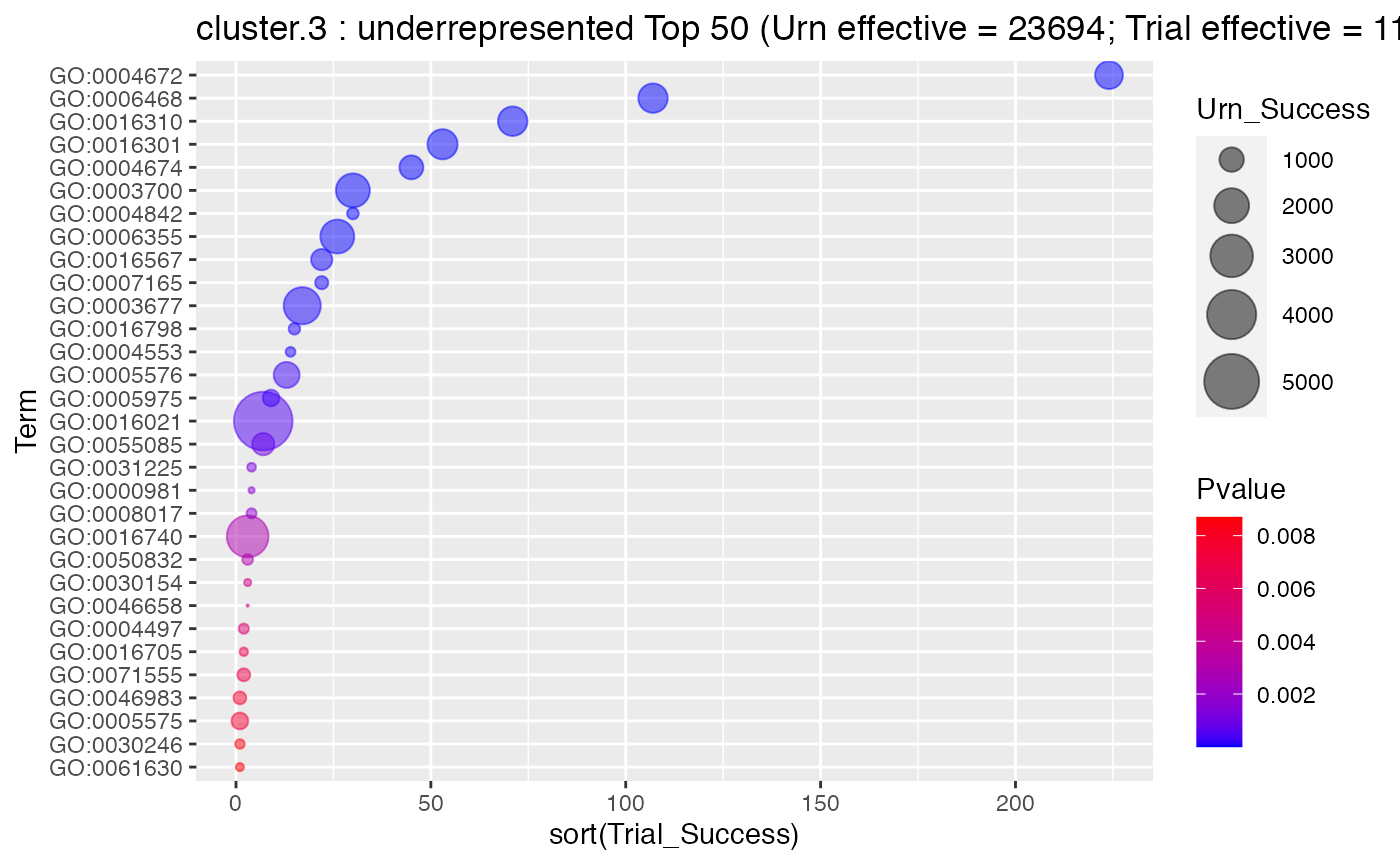 cluster.3 : underrepresented Top 50 (Urn effective = 23694; Trial effective = 11
GO:0004672
GO:0006468
GO:0016310
GO:0016301
GO:0004674
GO:0003700
GO:0004842
GO:0006355
GO:0016567
GO:0007165
GO:0003677
GO:0016798
GO:0004553
GO:0005576
GO:0005975
GO:0016021
GO:0055085
GO:0031225
GO:0000981
GO:0008017
GO:0016740
GO:0050832
GO:0030154
GO:0046658
GO:0004497
GO:0016705
GO:0071555
GO:0046983
GO:0005575
GO:0030246
GO:0061630
Term
0 50 100 150 200
sort(Trial_Success)
Urn_Success
1000
2000
3000
4000
5000
Pvalue
0.008
0.006
0.004
0.002